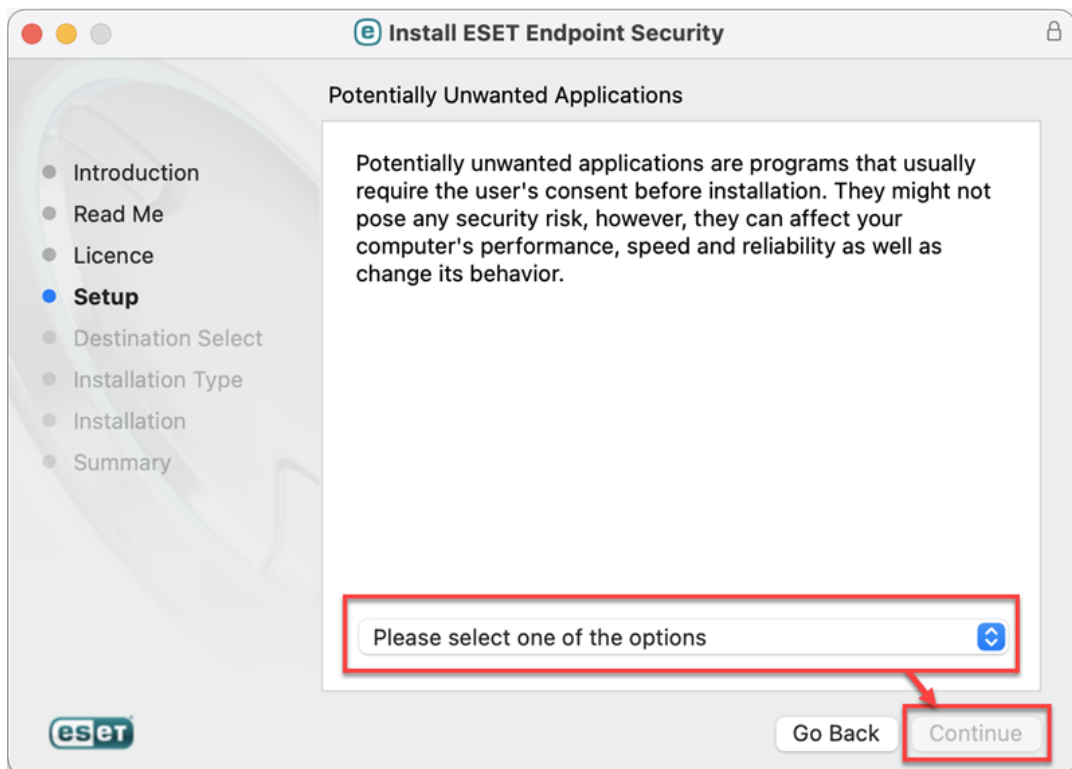 Install ESET Endpoint Security
Potentially Unwanted Applications
Introduction
Read Me
Licence
Setup
Destination Select
Installation Type
Installation
Summary
Potentially unwanted applications are programs that usually
require the user's consent before installation. They might not
pose any security risk, however, they can affect your
computer's performance, speed and reliability as well as
change its behavior.
Please select one of the options
eseT
Go Back
Continue